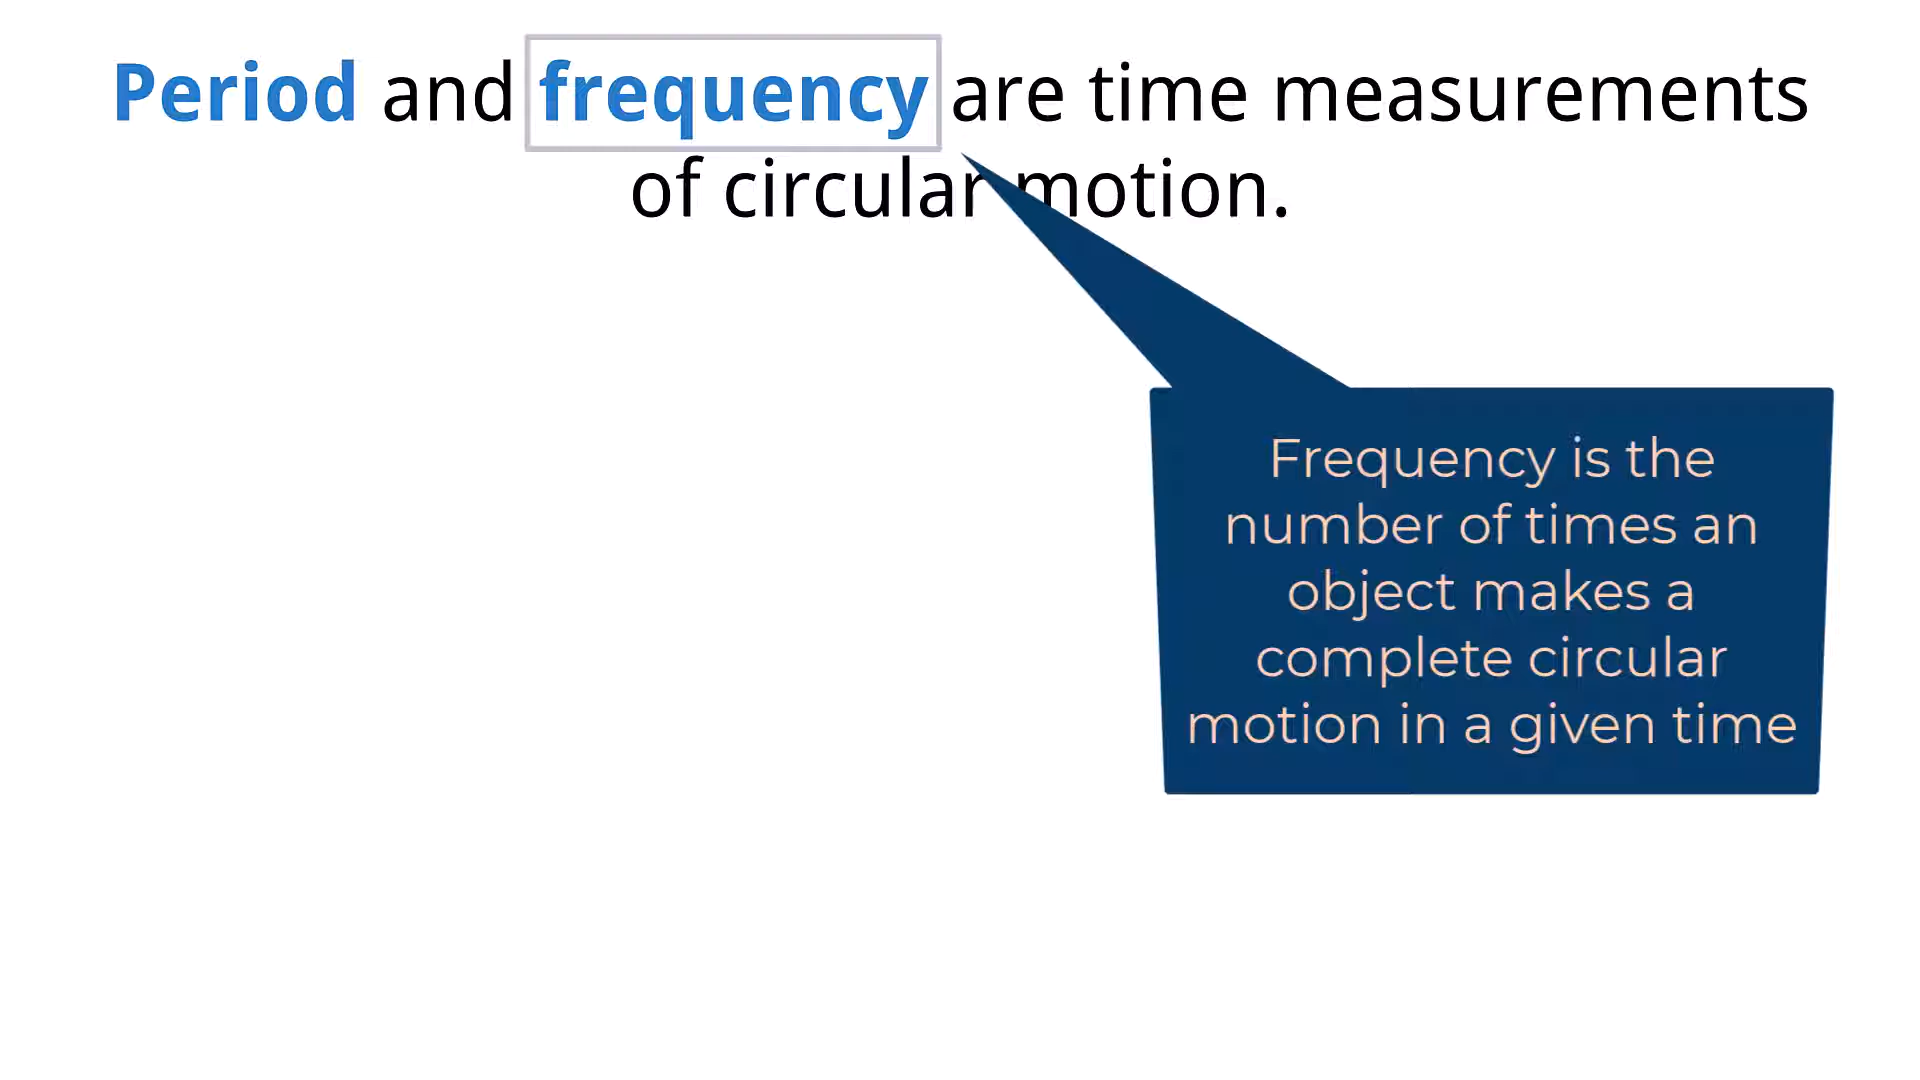 Period and frequency are time measurements
of circular motion.
Frequency is the
number of times an
object makes a
complete circular
motion in a given time